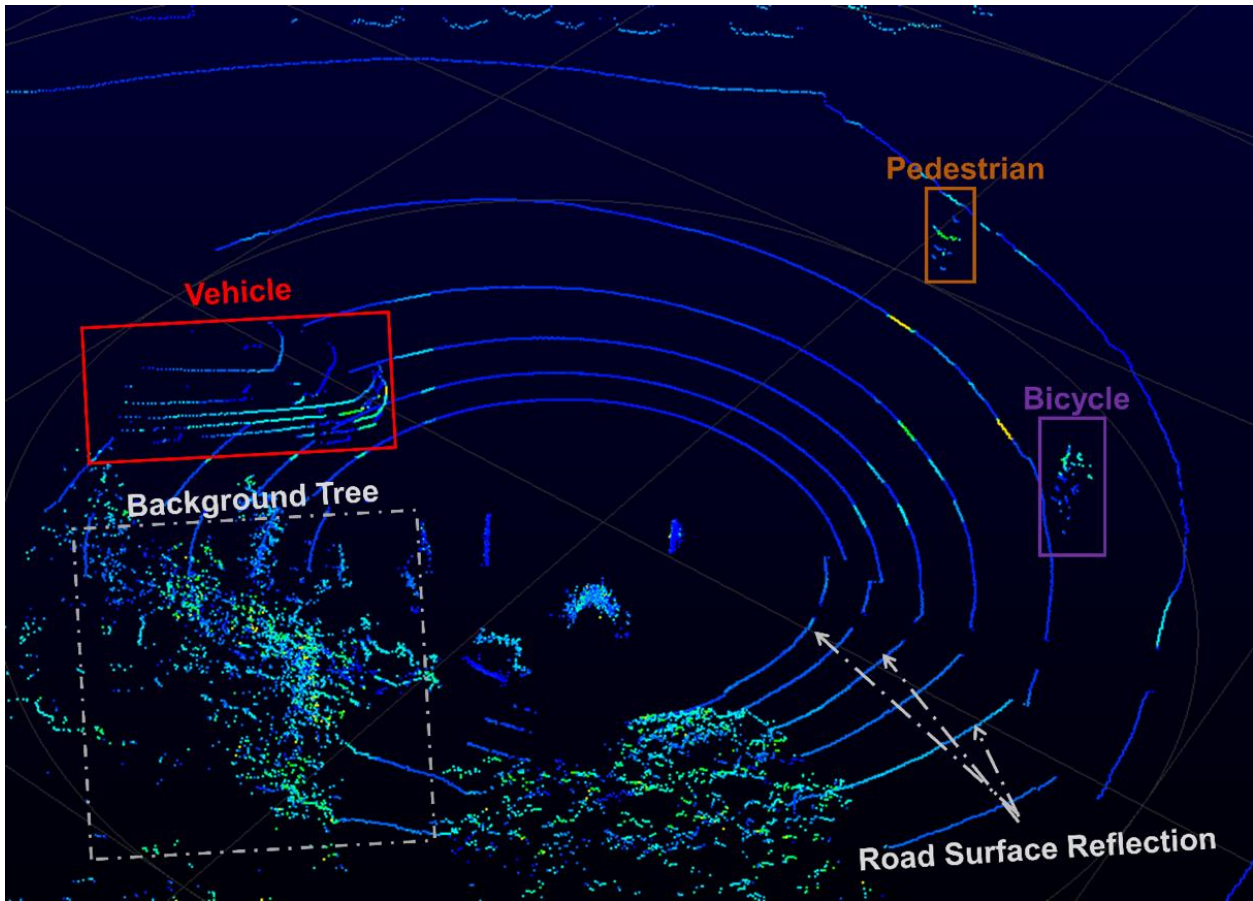 Pedestrian
Vehicle
Bicycle
Background Tree
Road Surface Reflection